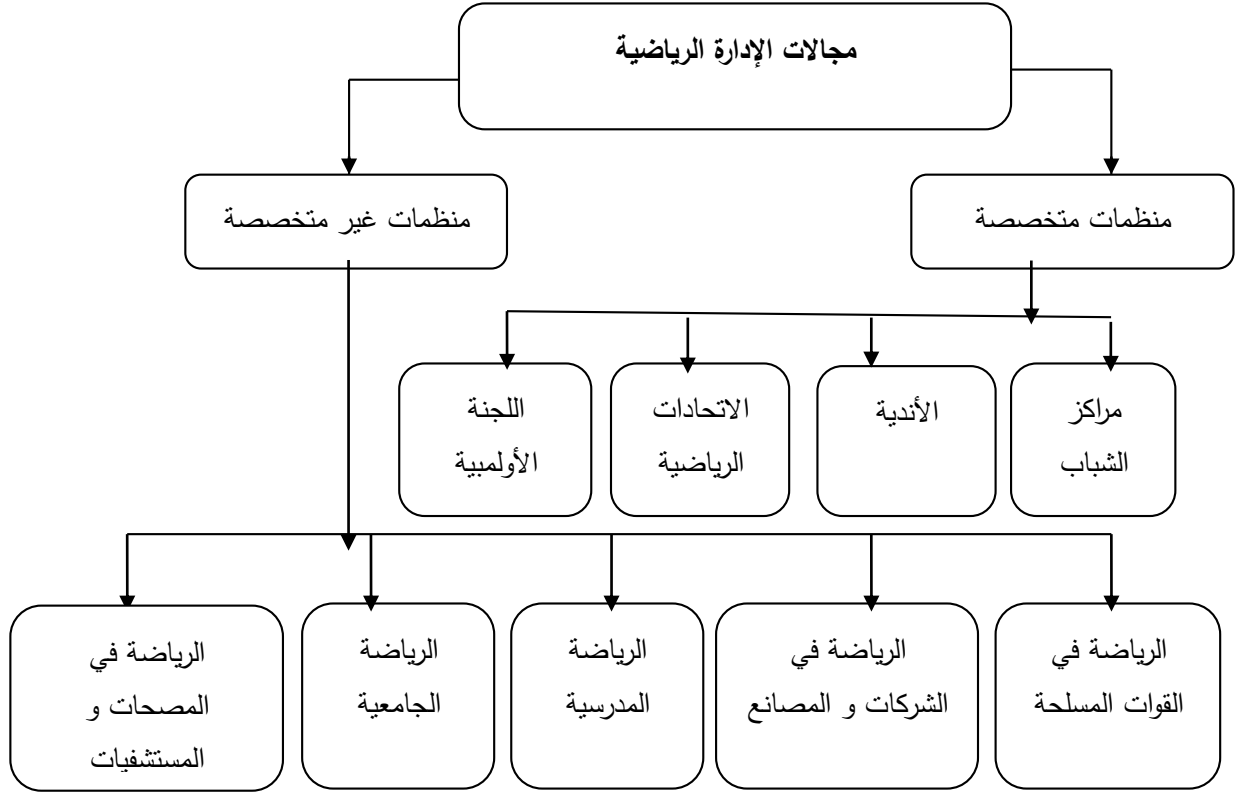 مجالات الإدارة الرياضية
منظمات متخصصة
منظمات غير متخصصة
مراكز
الشباب
الأندية
الاتحادات
الرياضية
اللجنة
الأولمبية
الرياضة في
القوات المسلحة
الرياضة في
الشركات و المصانع
الرياضة
المدرسية
الرياضة
الجامعية
الرياضة في
المصحات و
المستشفيات